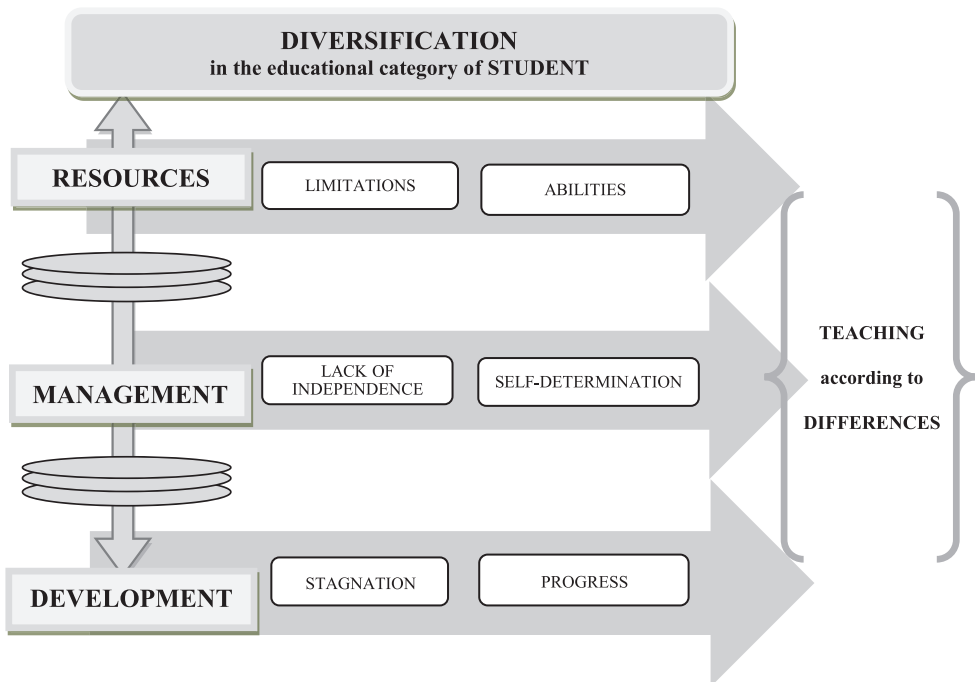 DIVERSIFICATION
in the educational category of STUDENT
RESOURCES
LIMITATIONS
ABILITIES
MANAGEMENT
LACK OF
INDEPENDENCE
SELF-DETERMINATION
TEACHING
according to
DIFFERENCES
DEVELOPMENT
STAGNATION
PROGRESS